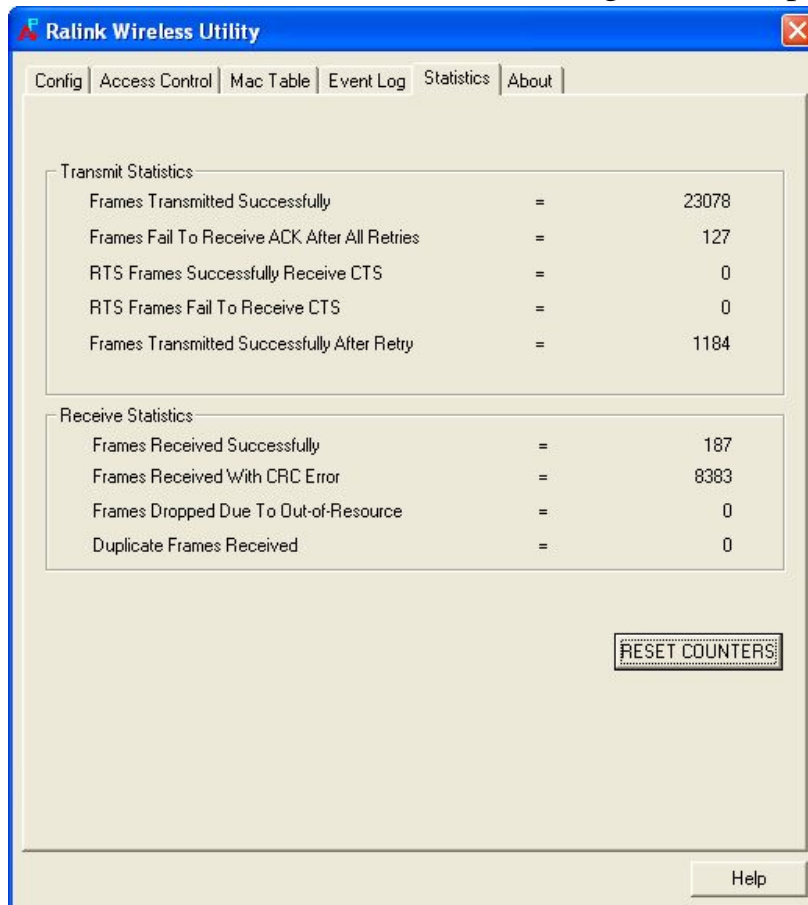 Ralink Wireless Utility
Config Access Control Mac Table Event Log Statistics About
Transmit Statistics
Frames Transmitted Successfully = 23078
Frames Fail To Receive ACK After All Retries = 127
RTS Frames Successfully Receive CTS = 0
RTS Frames Fail To Receive CTS = 0
Frames Transmitted Successfully After Retry = 1184
Receive Statistics
Frames Received Successfully = 187
Frames Received With CRC Error = 8383
Frames Dropped Due To Out-of-Resource = 0
Duplicate Frames Received = 0
RESET COUNTERS
Help